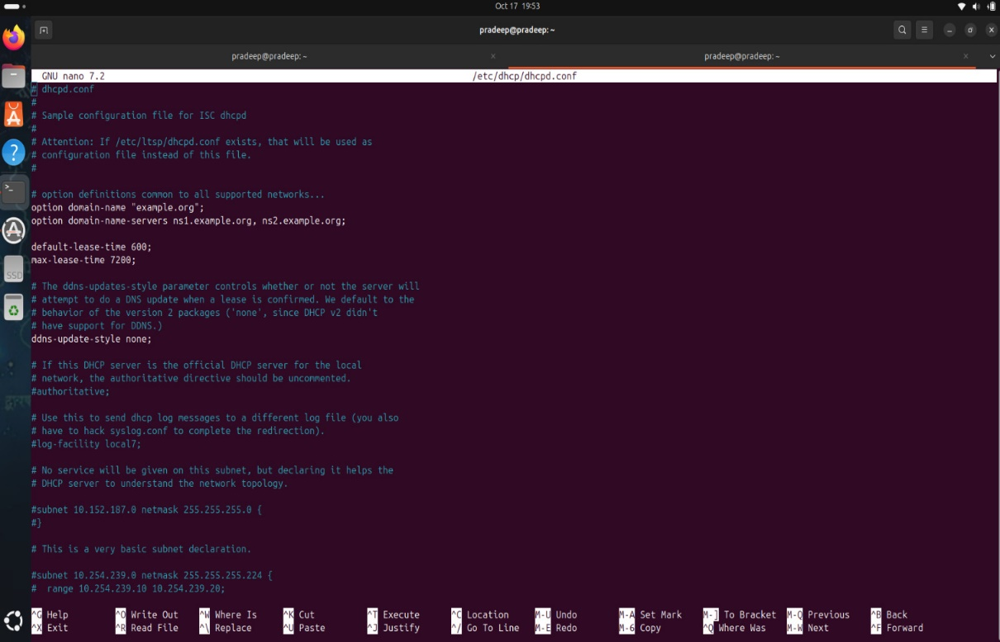 Oct 17 19:53
pradeep@pradeep: ~
pradeep@pradeep: ~ × pradeep@pradeep: ~ ×
GNU nano 7.2 /etc/dhcp/dhcpd.conf
# dhcpd.conf
#
# Sample configuration file for ISC dhcpd
#
# Attention: If /etc/ltsp/dhcpd.conf exists, that will be used as
# configuration file instead of this file.
#
# option definitions common to all supported networks...
option domain-name "example.org";
option domain-name-servers ns1.example.org, ns2.example.org;
default-lease-time 600;
max-lease-time 7200;
# The ddns-updates-style parameter controls whether or not the server will
# attempt to do a DNS update when a lease is confirmed. We default to the
# behavior of the version 2 packages ('none', since DHCP v2 didn't
# have support for DDNS.)
ddns-update-style none;
# If this DHCP server is the official DHCP server for the local
# network, the authoritative directive should be uncommented.
#authoritative;
# Use this to send dhcp log messages to a different log file (you also
# have to hack syslog.conf to complete the redirection).
#log-facility local7;
# No service will be given on this subnet, but declaring it helps the
# DHCP server to understand the network topology.
#subnet 10.152.187.0 netmask 255.255.255.0 {
#}
# This is a very basic subnet declaration.
#subnet 10.254.239.0 netmask 255.255.255.224 {
#  range 10.254.239.10 10.254.239.20;
^G Help ^O Write Out ^W Where Is ^K Cut ^T Execute ^C Location M-U Undo M-A Set Mark M-] To Bracket M-Q Previous ^B Back
^X Exit ^R Read File ^\ Replace ^U Paste ^J Justify ^/ Go To Line M-E Redo M-6 Copy ^Q Where Was M-W Next ^F Forward
SSD